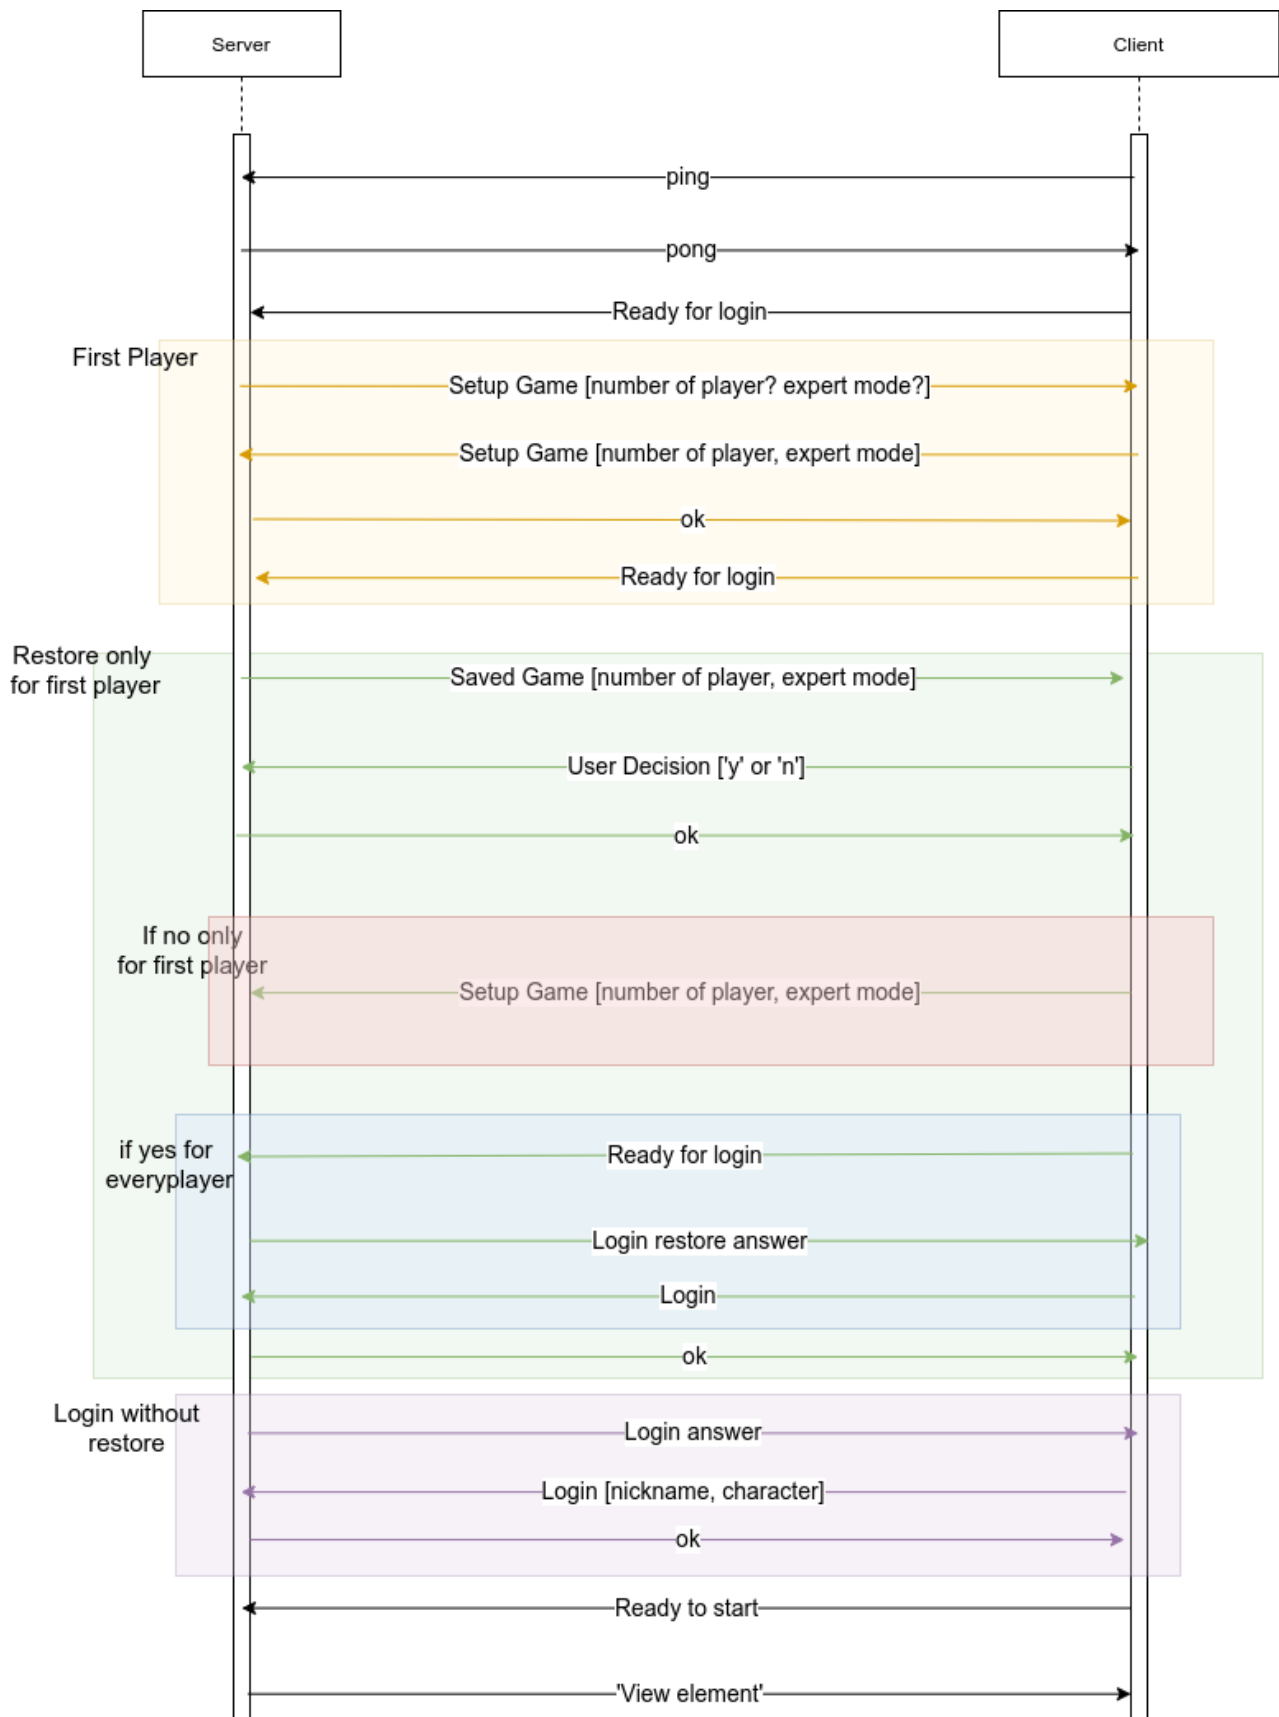 Server
Client
ping
pong
Ready for login
First Player
Setup Game [number of player? expert mode?]
Setup Game [number of player, expert mode]
ok
Ready for login
Restore only
for first player
Saved Game [number of player, expert mode]
User Decision ['y' or 'n']
ok
If no only
for first player
Setup Game [number of player, expert mode]
if yes for
everyplayer
Ready for login
Login restore answer
Login
ok
Login without
restore
Login answer
Login [nickname, character]
ok
Ready to start
'View element'